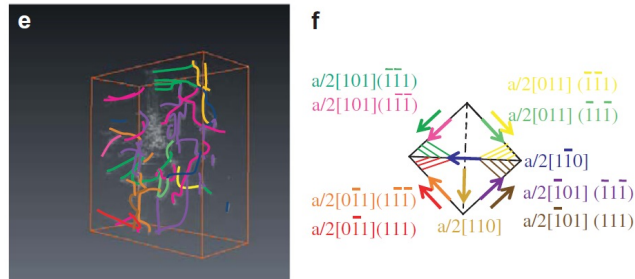 e
f
a/2[101](1̅1̅1)
a/2[011] (1̅1̅1)
a/2[101](11̅1̅)
a/2[011] (1̅11̅)
a/2[11̅0]
a/2[01̅1](11̅1̅)
a/2[1̅01] (1̅11̅)
a/2[01̅1](111)
a/2[110]
a/2[1̅01] (111)